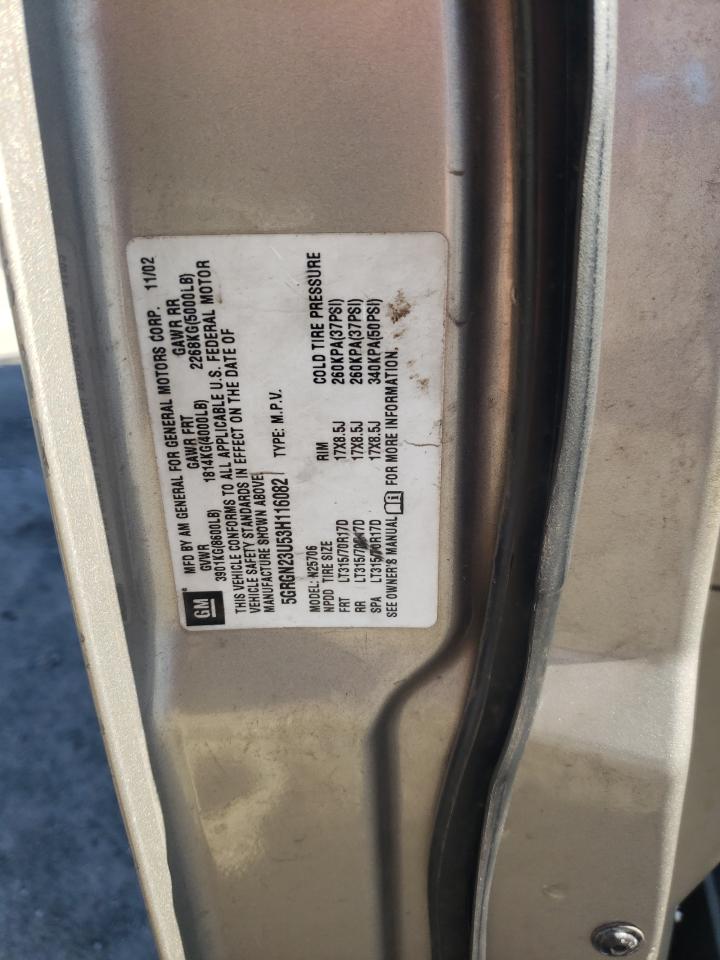 GM
MFD BY AM GENERAL FOR GENERAL MOTORS CORP. 11/02
GVWR GAWR FRT GAWR RR
3901KG(8600LB) 1814KG(4000LB) 2268KG(5000LB)
THIS VEHICLE CONFORMS TO ALL APPLICABLE U.S. FEDERAL MOTOR
VEHICLE SAFETY STANDARDS IN EFFECT ON THE DATE OF
MANUFACTURE SHOWN ABOVE
5GRGN23U53H116082 TYPE: M.P.V.
MODEL: N25706
NPDD TIRE SIZE RIM COLD TIRE PRESSURE
FRT LT315/70R17D 17X8.5J 260KPA(37PSI)
RR LT315/70R17D 17X8.5J 260KPA(37PSI)
SPA LT315/70R17D 17X8.5J 340KPA(50PSI)
SEE OWNER'S MANUAL i FOR MORE INFORMATION.